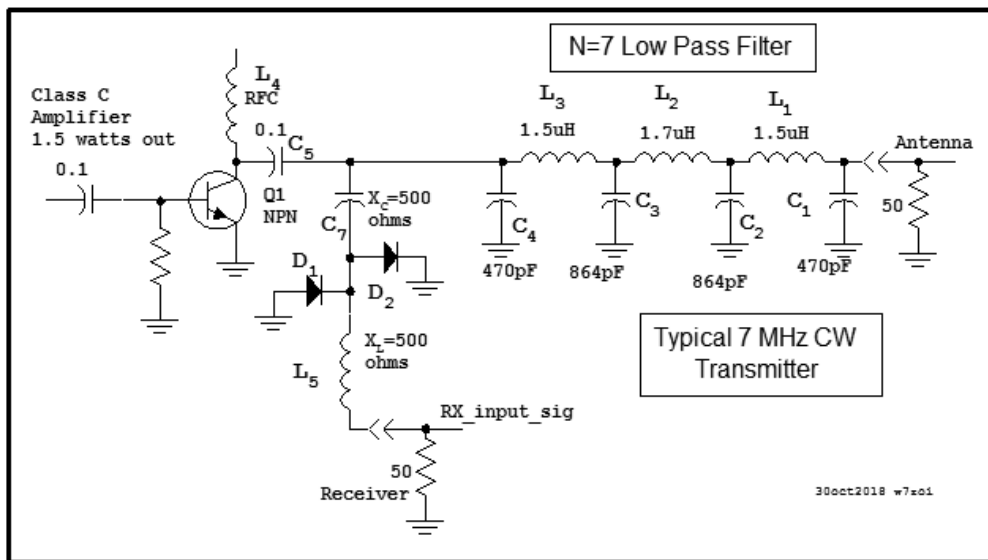 N=7 Low Pass Filter
L4
RFC
Class C
Amplifier
1.5 watts out
0.1
0.1
C5
Q1
NPN
L3
1.5uH
L2
1.7uH
L1
1.5uH
Antenna
50
XC=500
ohms
C7
C4
470pF
C3
864pF
C2
864pF
C1
470pF
D1
D2
XL=500
ohms
L5
Typical 7 MHz CW
Transmitter
RX_input_sig
50
Receiver
30oct2018 w7zoi